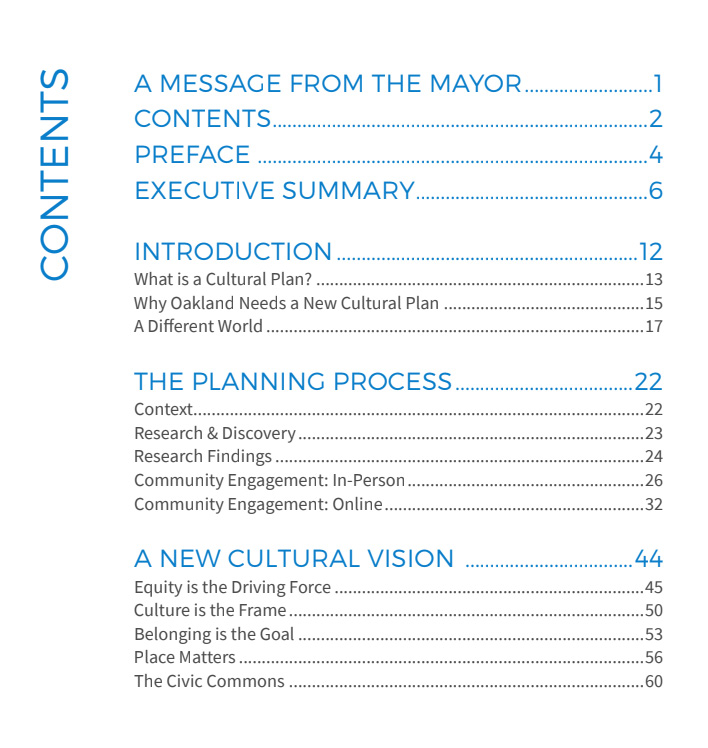 CONTENTS
A MESSAGE FROM THE MAYOR..........................1
CONTENTS...........................................................................2
PREFACE ..............................................................................4
EXECUTIVE SUMMARY..............................................6
INTRODUCTION ...........................................................12
What is a Cultural Plan? ......................................................................13
Why Oakland Needs a New Cultural Plan ..........................................15
A Different World ................................................................................17
THE PLANNING PROCESS...................................22
Context................................................................................................22
Research & Discovery.........................................................................23
Research Findings ..............................................................................24
Community Engagement: In-Person..................................................26
Community Engagement: Online.......................................................32
A NEW CULTURAL VISION .................................44
Equity is the Driving Force .................................................................45
Culture is the Frame...........................................................................50
Belonging is the Goal .........................................................................53
Place Matters ......................................................................................56
The Civic Commons ...........................................................................60